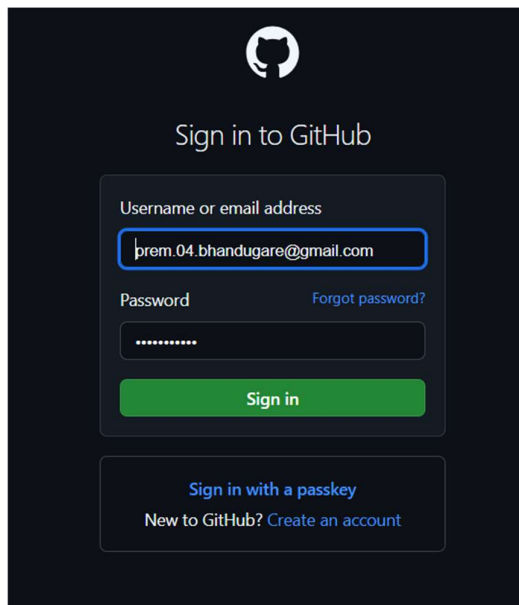 Sign in to GitHub
Username or email address
prem.04.bhandugare@gmail.com
Password Forgot password?
•••••••••••
Sign in
Sign in with a passkey
New to GitHub? Create an account